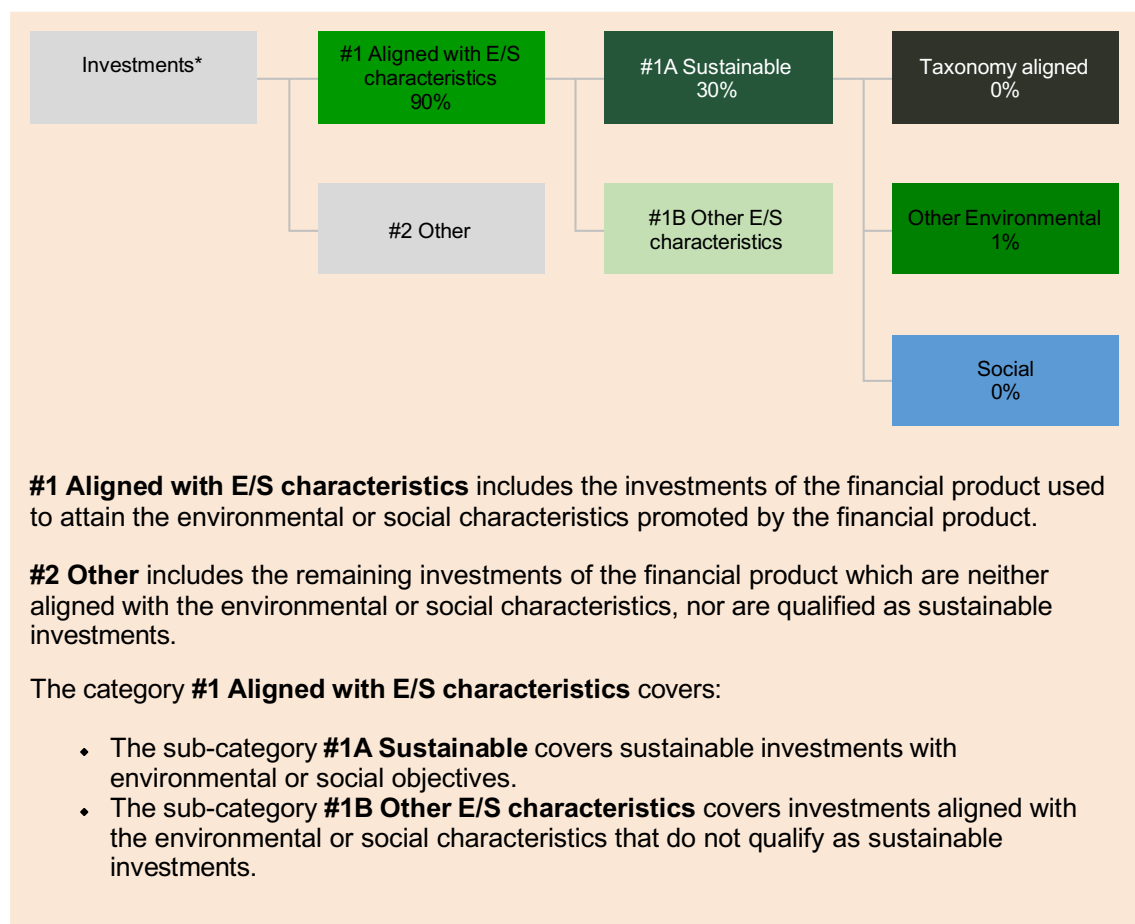 Investments*
#1 Aligned with E/S
characteristics
90%
#1A Sustainable
30%
Taxonomy aligned
0%
#2 Other
#1B Other E/S
characteristics
Other Environmental
1%
Social
0%
#1 Aligned with E/S characteristics includes the investments of the financial product used
to attain the environmental or social characteristics promoted by the financial product.
#2 Other includes the remaining investments of the financial product which are neither
aligned with the environmental or social characteristics, nor are qualified as sustainable
investments.
The category #1 Aligned with E/S characteristics covers:
• The sub-category #1A Sustainable covers sustainable investments with
environmental or social objectives.
• The sub-category #1B Other E/S characteristics covers investments aligned with
the environmental or social characteristics that do not qualify as sustainable
investments.